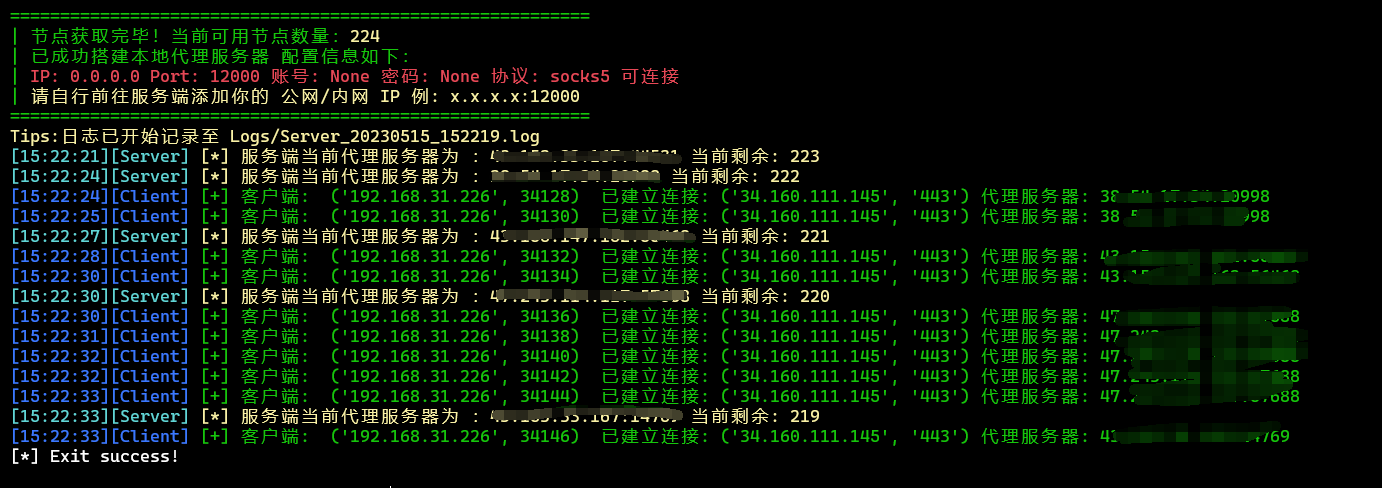 ==========================================================
| 节点获取完毕! 当前可用节点数量: 224
| 已成功搭建本地代理服务器 配置信息如下:
| IP: 0.0.0.0 Port: 12000 账号: None 密码: None 协议: socks5 可连接
| 请自行前往服务端添加你的 公网/内网 IP 例: x.x.x.x:12000
==========================================================
Tips:日志已开始记录至 Logs/Server_20230515_152219.log
[15:22:21][Server] [*] 服务端当前代理服务器为 : 当前剩余: 223
[15:22:24][Server] [*] 服务端当前代理服务器为 : 当前剩余: 222
[15:22:24][Client] [+] 客户端: ('192.168.31.226', 34128) 已建立连接: ('34.160.111.145', '443') 代理服务器: 38
[15:22:25][Client] [+] 客户端: ('192.168.31.226', 34130) 已建立连接: ('34.160.111.145', '443') 代理服务器: 38
[15:22:27][Server] [*] 服务端当前代理服务器为 : 当前剩余: 221
[15:22:28][Client] [+] 客户端: ('192.168.31.226', 34132) 已建立连接: ('34.160.111.145', '443') 代理服务器: 43
[15:22:30][Client] [+] 客户端: ('192.168.31.226', 34134) 已建立连接: ('34.160.111.145', '443') 代理服务器: 43
[15:22:30][Server] [*] 服务端当前代理服务器为 : 当前剩余: 220
[15:22:30][Client] [+] 客户端: ('192.168.31.226', 34136) 已建立连接: ('34.160.111.145', '443') 代理服务器: 47
[15:22:31][Client] [+] 客户端: ('192.168.31.226', 34138) 已建立连接: ('34.160.111.145', '443') 代理服务器: 47
[15:22:32][Client] [+] 客户端: ('192.168.31.226', 34140) 已建立连接: ('34.160.111.145', '443') 代理服务器: 47
[15:22:32][Client] [+] 客户端: ('192.168.31.226', 34142) 已建立连接: ('34.160.111.145', '443') 代理服务器: 47
[15:22:33][Client] [+] 客户端: ('192.168.31.226', 34144) 已建立连接: ('34.160.111.145', '443') 代理服务器: 47
[15:22:33][Server] [*] 服务端当前代理服务器为 : 当前剩余: 219
[15:22:33][Client] [+] 客户端: ('192.168.31.226', 34146) 已建立连接: ('34.160.111.145', '443') 代理服务器:
[*] Exit success!